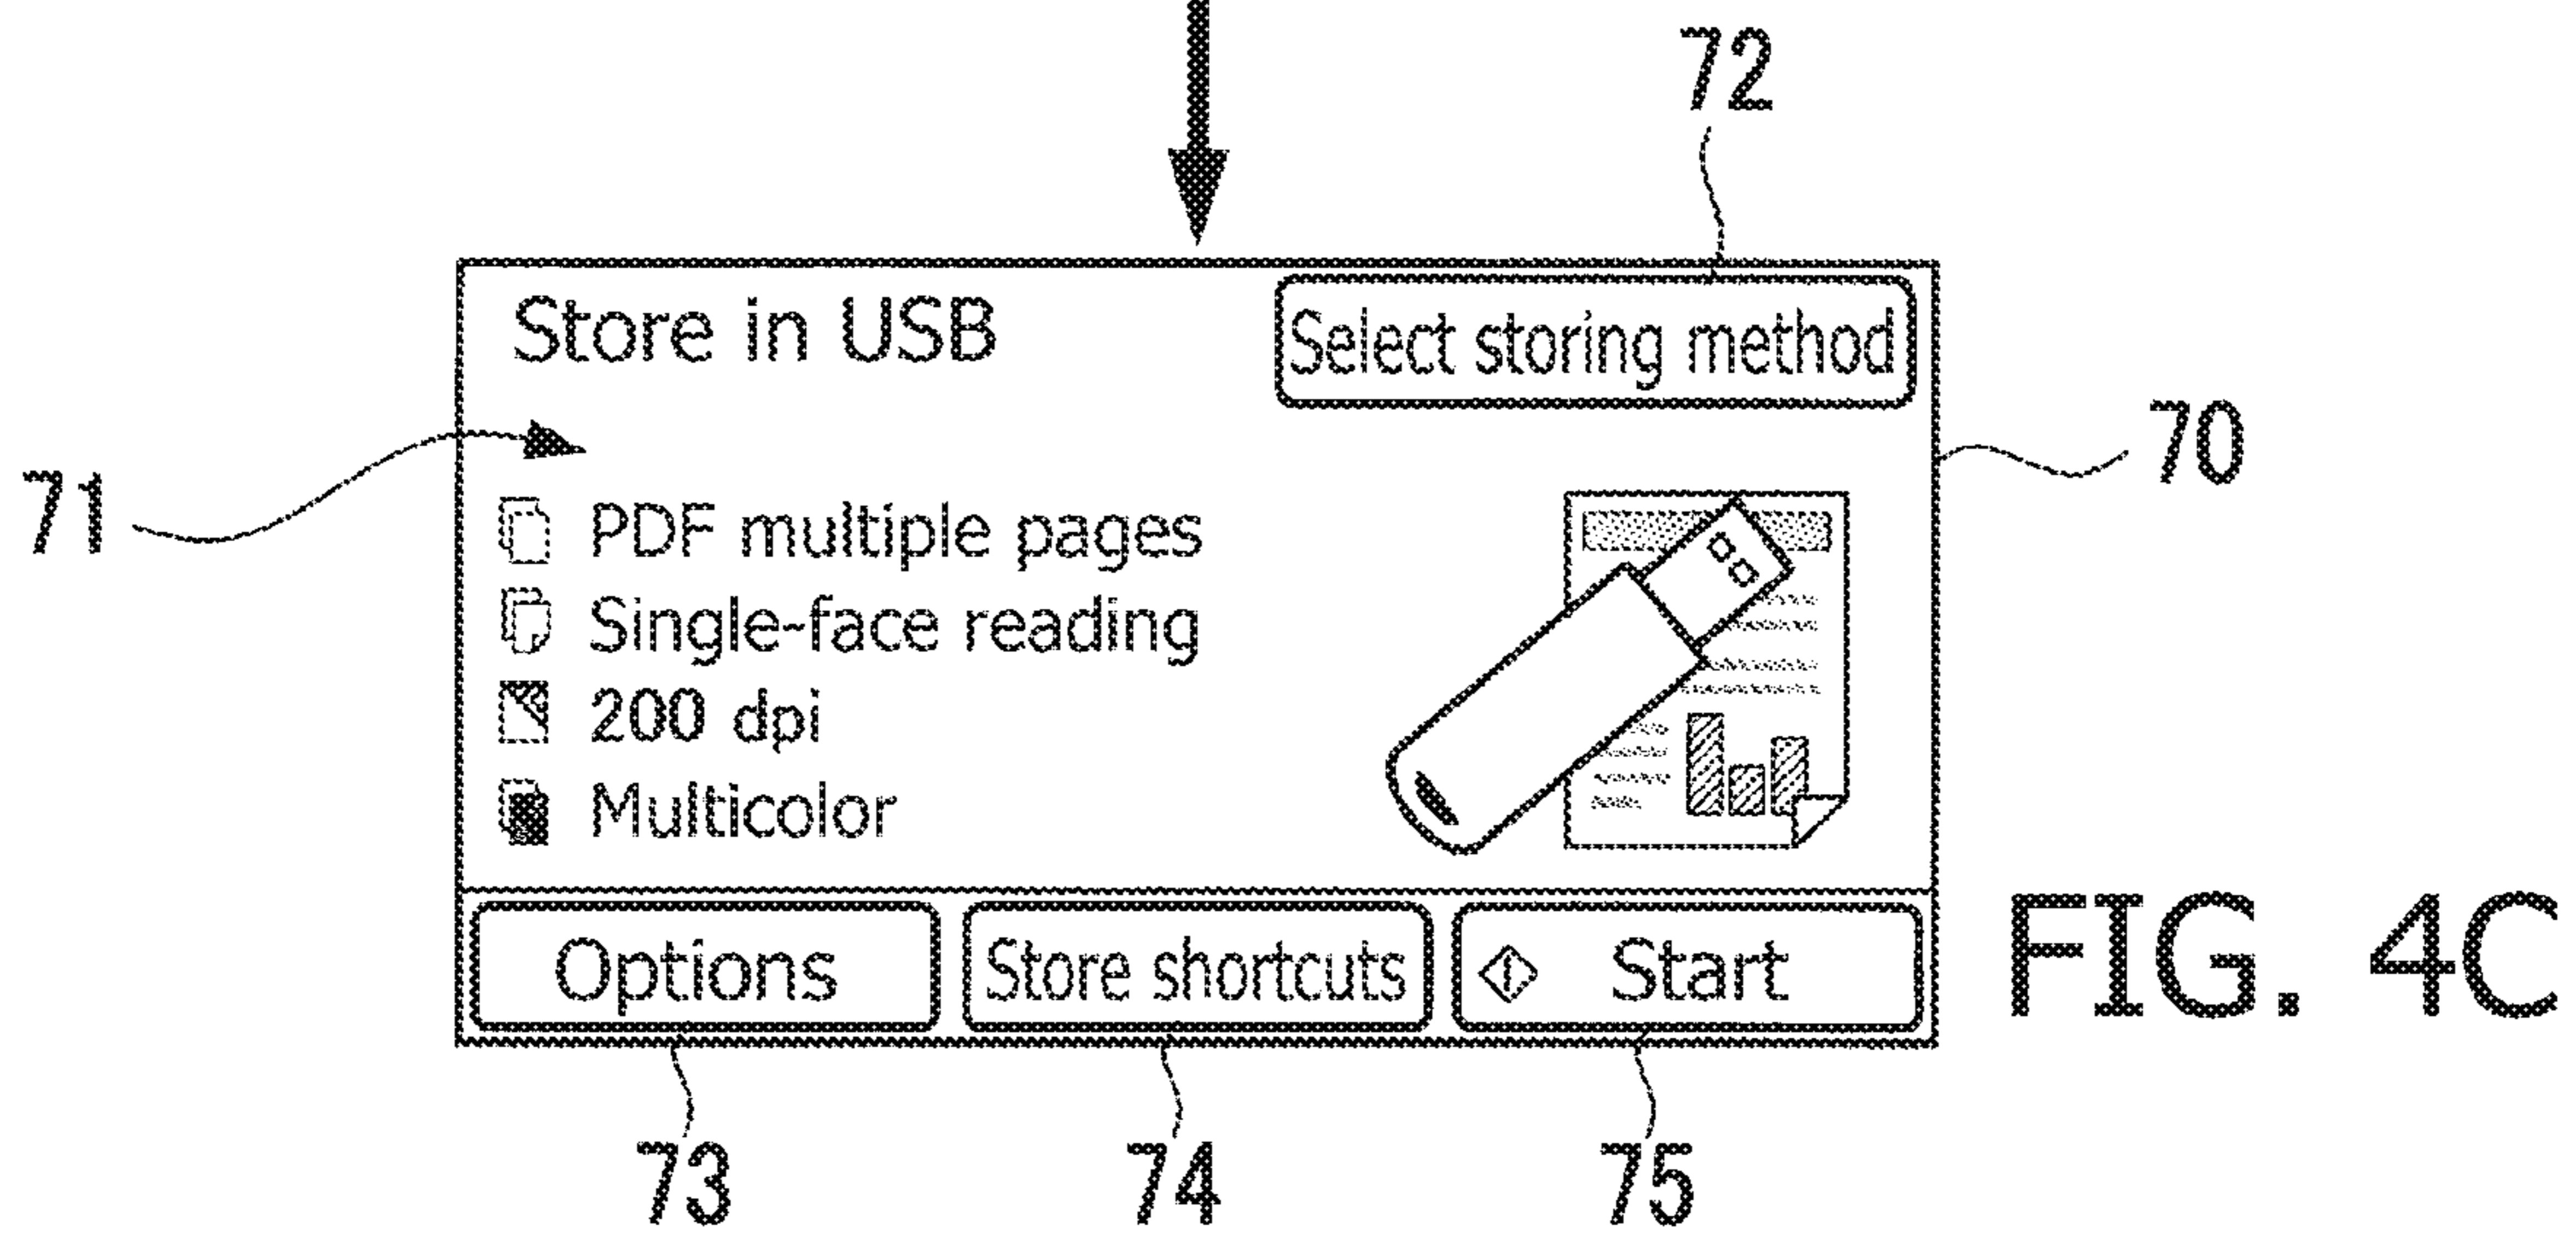 72
Store in USB
Select storing method
70
71
PDF multiple pages
Single-face reading
200 dpi
Multicolor
Options
Store shortcuts
Start
FIG. 4C
73
74
75